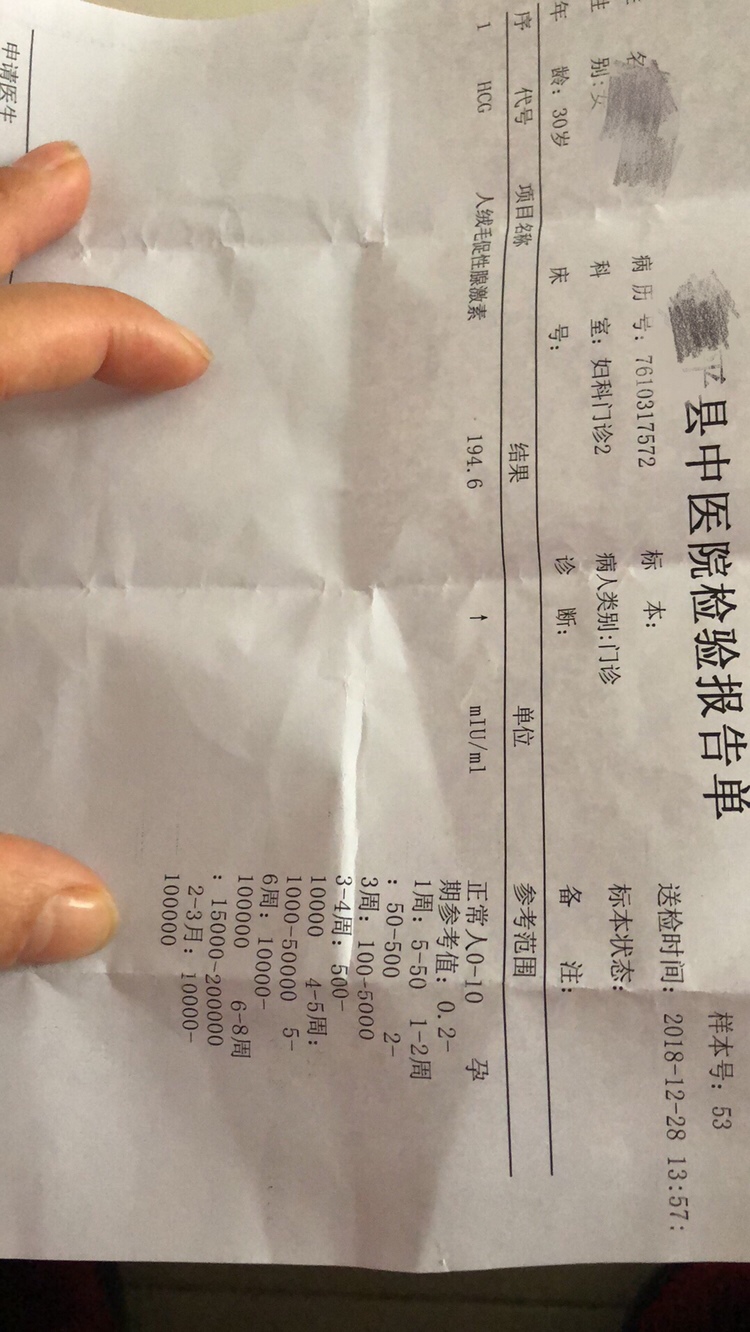 县中医院检验报告单
样本号: 53
名
病 历 号: 7610317572
标 本:
送检时间: 2018-12-28 13:57:
别: 女
科 室: 妇科门诊2
病人类别: 门诊
标本状态:
年 龄: 30岁
床 号:
诊 断:
备 注:
序 代号 项目名称 结果 单位 参考范围
1 HCG 人绒毛促性腺激素 194.6 ↑ mIU/ml 正常人0-10 孕
期参考值: 0.2-
1周: 5-50 1-2周
: 50-500 2-
3周: 100-5000
3-4周: 500-
10000 4-5周:
1000-50000 5-
6周: 10000-
100000 6-8周
: 15000-200000
2-3月: 10000-
100000
申请医生